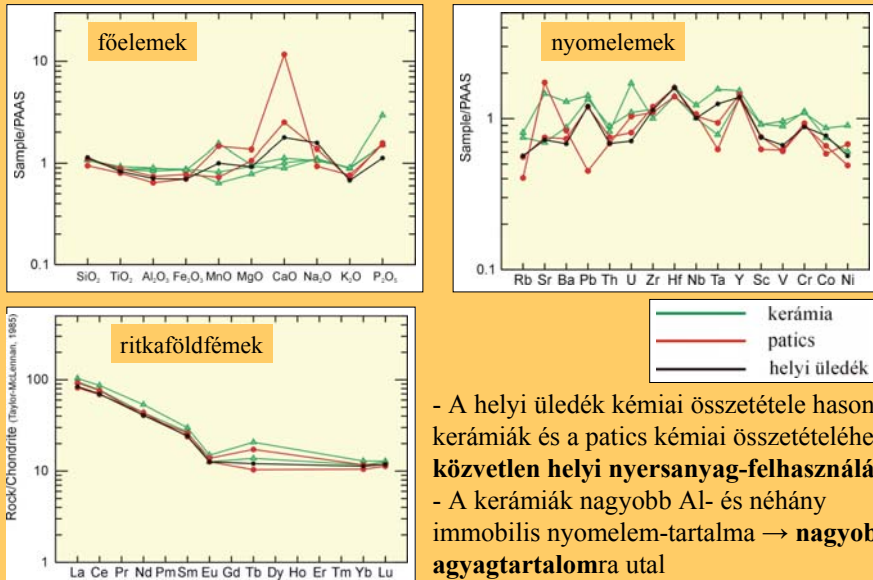 főelemek
Sample/PAAS
10
1
0.1
SiO₂ TiO₂ Al₂O₃ Fe₂O₃ MnO MgO CaO Na₂O K₂O P₂O₅
nyomelemek
Sample/PAAS
1
0.1
Rb Sr Ba Pb Th U Zr Hf Nb Ta Y Sc V Cr Co Ni
ritkaföldfémek
Rock/Chondrite (Taylor-McLennan, 1985)
100
10
1
La Ce Pr Nd Pm Sm Eu Gd Tb Dy Ho Er Tm Yb Lu
kerámia
patics
helyi üledék
- A helyi üledék kémiai összetétele hason
kerámiák és a patics kémiai összetételéhe
közvetlen helyi nyersanyag-felhasználá
- A kerámiák nagyobb Al- és néhány
immobilis nyomelem-tartalma → nagyob
agyagtartalomra utal